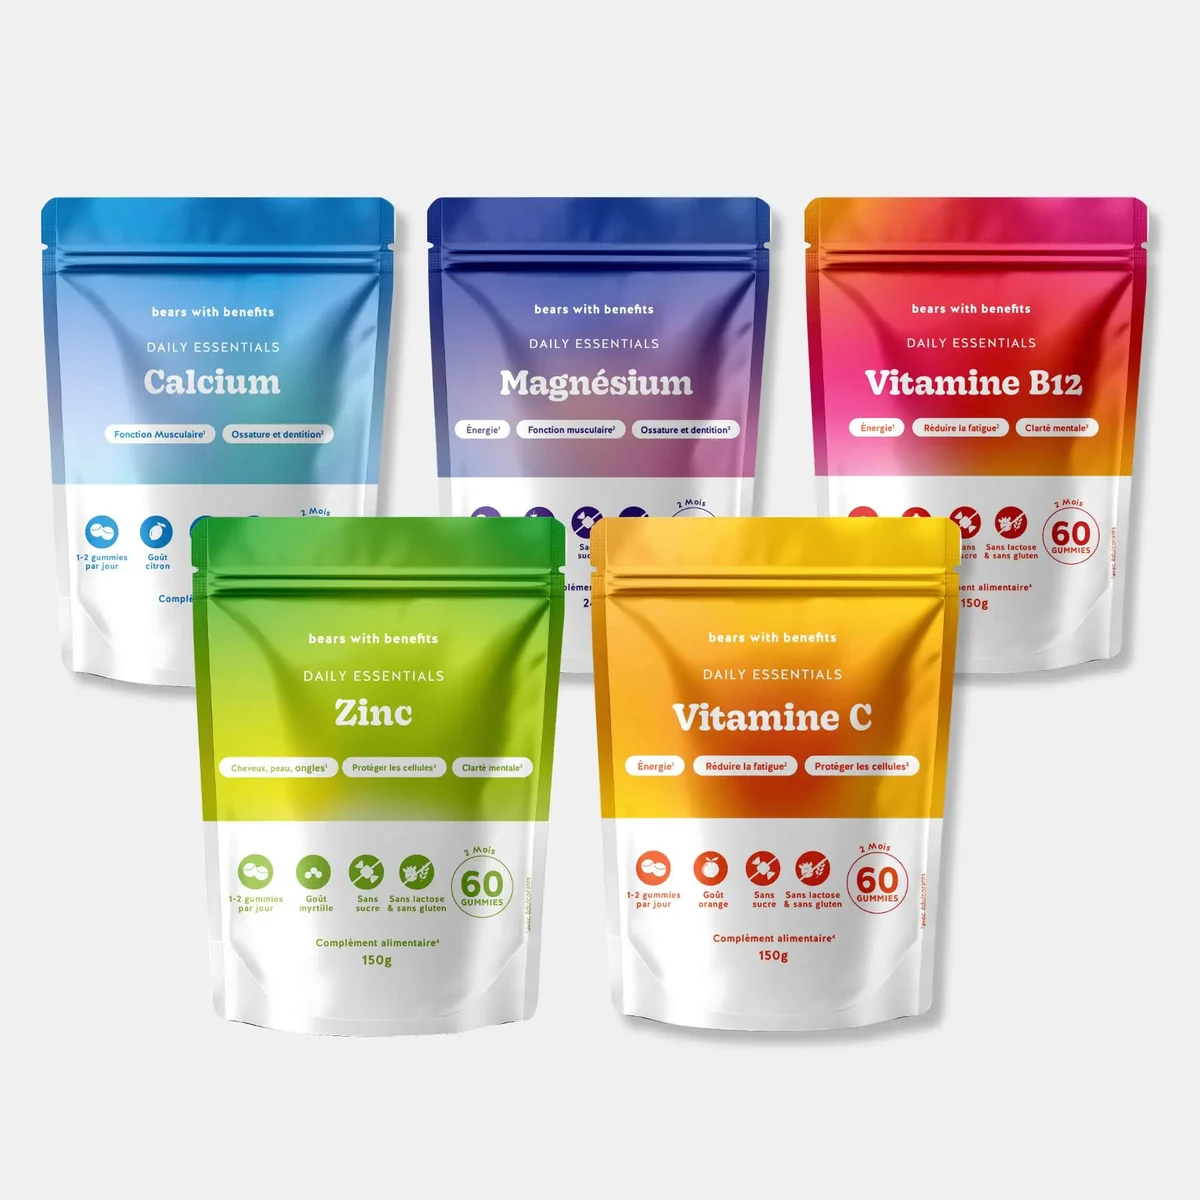 bears with benefits
DAILY ESSENTIALS
Calcium
Fonction Musculaire¹
Ossature et dentition²
1-2 gummies
par jour
Goût
citron
2 Mois
bears with benefits
DAILY ESSENTIALS
Magnésium
Énergie¹
Fonction musculaire²
Ossature et dentition³
2 Mois
bears with benefits
DAILY ESSENTIALS
Vitamine B12
Énergie¹
Réduire la fatigue²
Clarté mentale³
Sans lactose
& sans gluten
2 Mois
60
GUMMIES
alimentaire⁴
150g
bears with benefits
DAILY ESSENTIALS
Zinc
Cheveux, peau, ongles¹
Protéger les cellules²
Clarté mentale³
1-2 gummies
par jour
Goût
myrtille
Sans
sucre
Sans lactose
& sans gluten
2 Mois
60
GUMMIES
*avec édulcorants
Complément alimentaire⁴
150g
bears with benefits
DAILY ESSENTIALS
Vitamine C
Énergie¹
Réduire la fatigue²
Protéger les cellules³
1-2 gummies
par jour
Goût
orange
Sans
sucre
Sans lactose
& sans gluten
2 Mois
60
GUMMIES
*avec édulcorants
Complément alimentaire⁴
150g